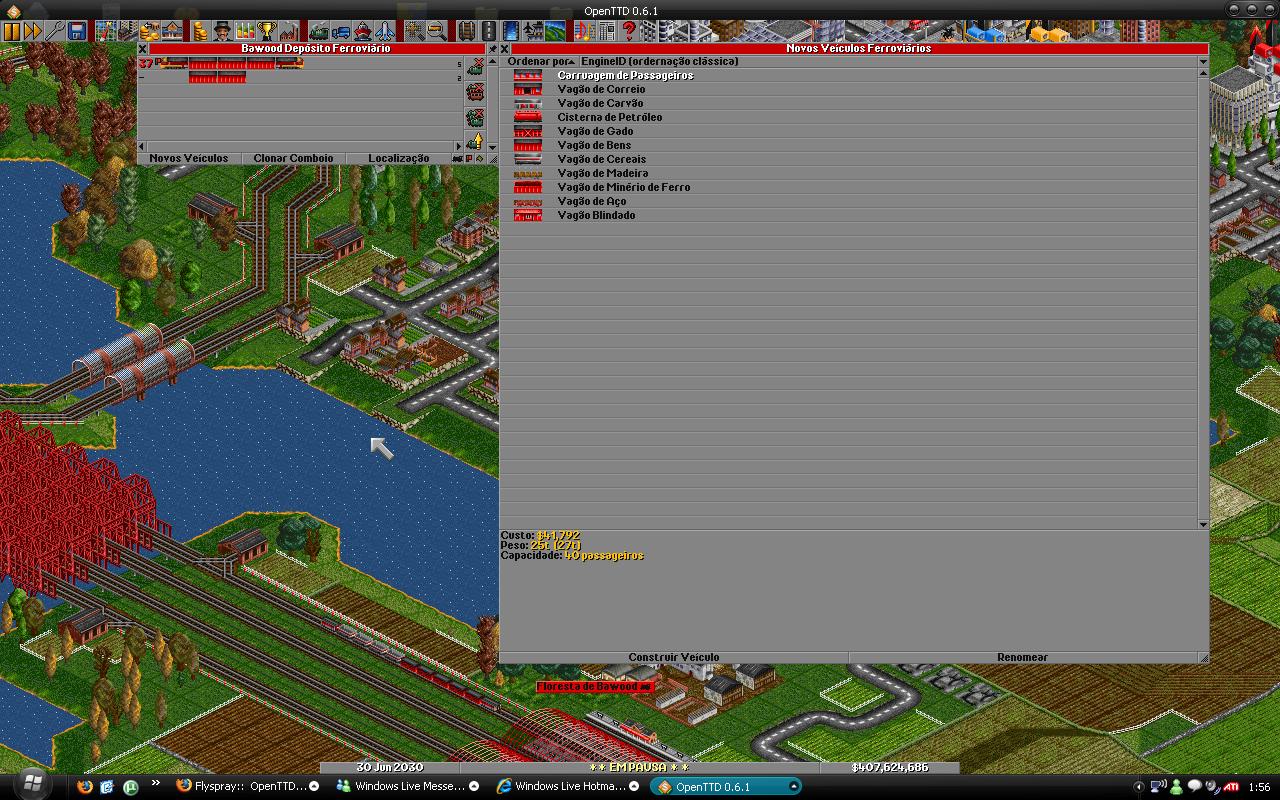 OpenTTD 0.6.1
Bawood Depósito Ferroviário
37
5
2
Novos Veículos
Clonar Comboio
Localização
Novos Veículos Ferroviários
Ordenar por
EngineID (ordernação clássica)
Carruagem de Passageiros
Vagão de Correio
Vagão de Carvão
Cisterna de Petróleo
Vagão de Gado
Vagão de Bens
Vagão de Cereais
Vagão de Madeira
Vagão de Minério de Ferro
Vagão de Aço
Vagão Blindado
Custo: $41,792
Peso: 25t (27t)
Capacidade: 40 passageiros
Construir Veículo
Renomear
Floresta de Bawood
30 Jun 2030
* * EM PAUSA * *
$407,624,686
Flyspray:: OpenTTD...
Windows Live Messe...
Windows Live Hotma...
OpenTTD 0.6.1
ATI
1:56